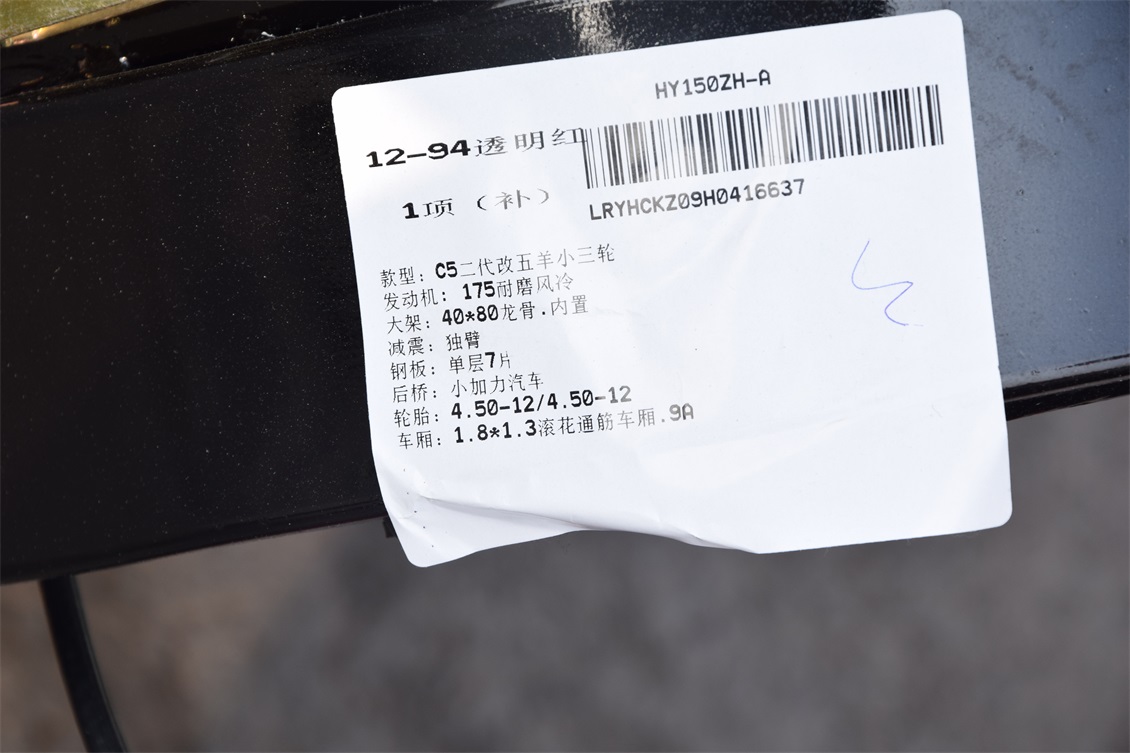 HY150ZH-A
12-94透明红
1项（补）
LRYHCKZ09H0416637
款型：C5二代改五羊小三轮
发动机：175耐磨风冷
大架：40*80龙骨.内置
减震：独臂
钢板：单层7片
后桥：小加力汽车
轮胎：4.50-12/4.50-12
车厢：1.8*1.3滚花通筋车厢.9A